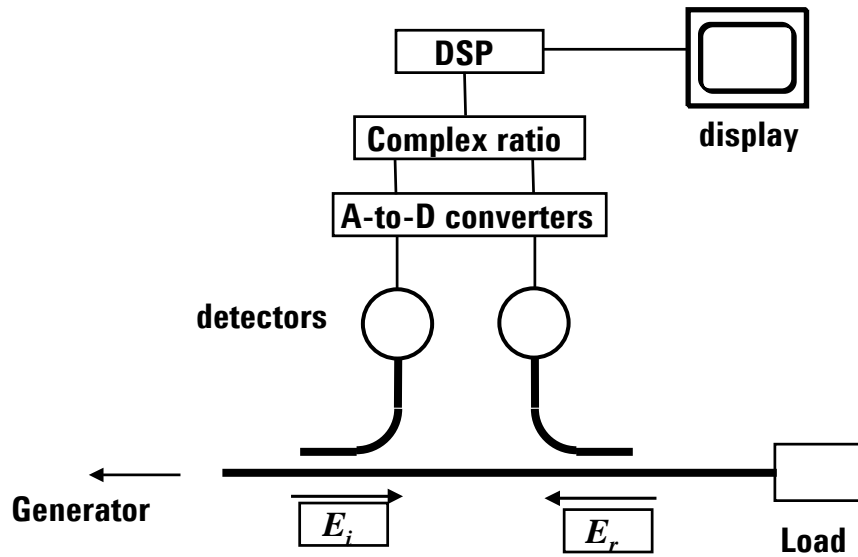 DSP
display
Complex ratio
A-to-D converters
detectors
Generator
E_i
E_r
Load